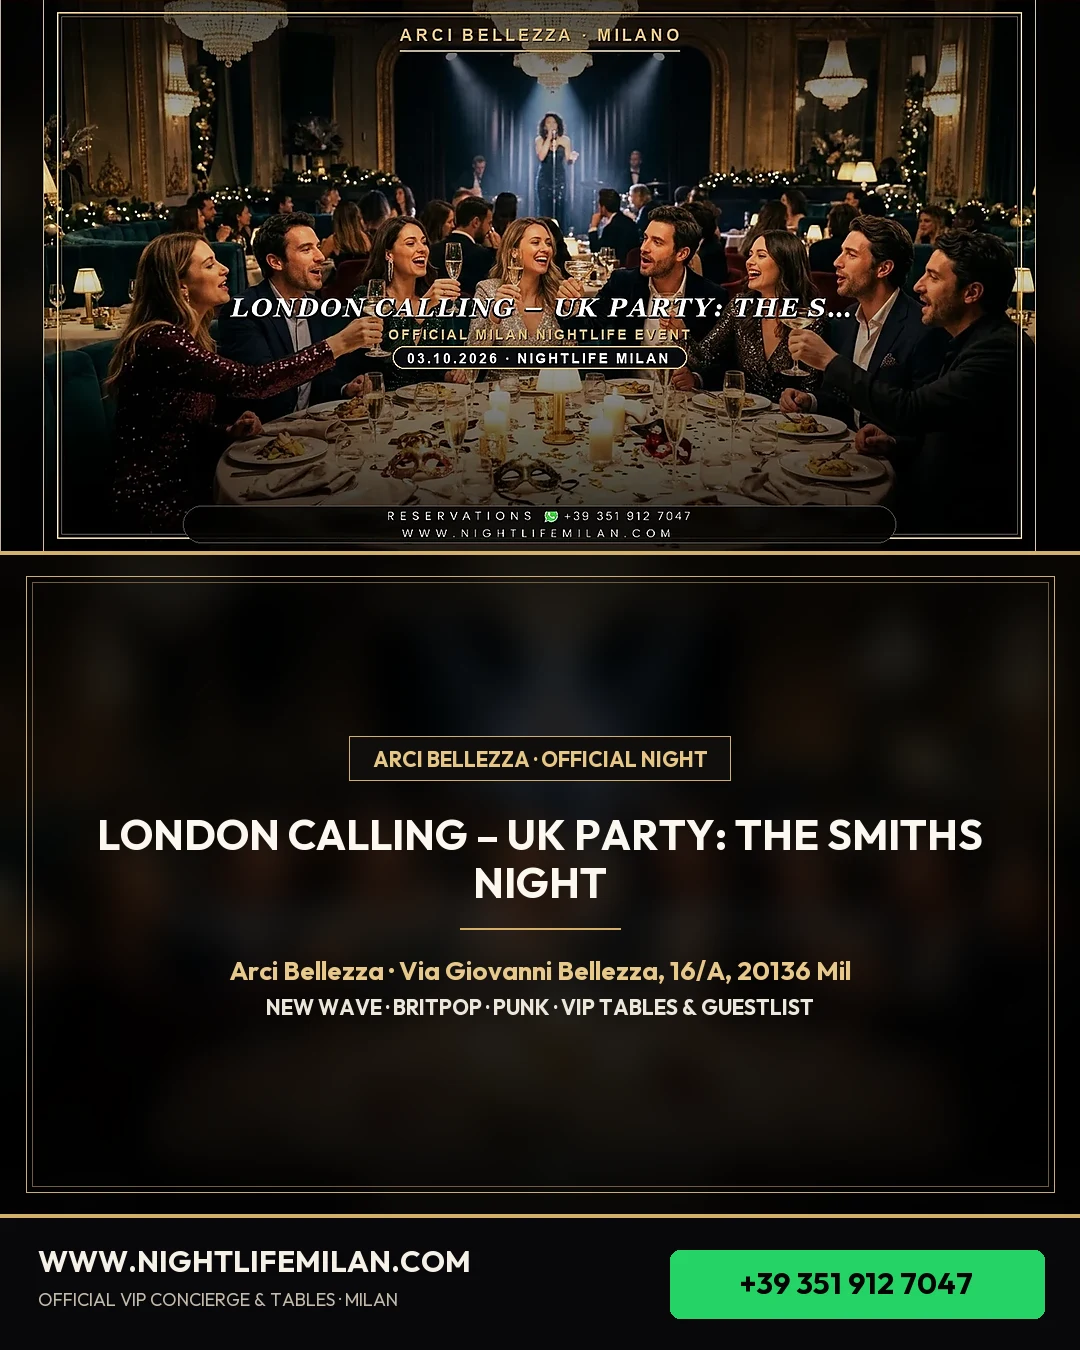 ARCI BELLEZZA · MILANO
LONDON CALLING – UK PARTY: THE S...
OFFICIAL MILAN NIGHTLIFE EVENT
03.10.2026 · NIGHTLIFE MILAN
RESERVATIONS +39 351 912 7047
WWW.NIGHTLIFEMILAN.COM
ARCI BELLEZZA · OFFICIAL NIGHT
LONDON CALLING – UK PARTY: THE SMITHS
NIGHT
Arci Bellezza · Via Giovanni Bellezza, 16/A, 20136 Mil
NEW WAVE · BRITPOP · PUNK · VIP TABLES & GUESTLIST
WWW.NIGHTLIFEMILAN.COM
OFFICIAL VIP CONCIERGE & TABLES · MILAN
+39 351 912 7047